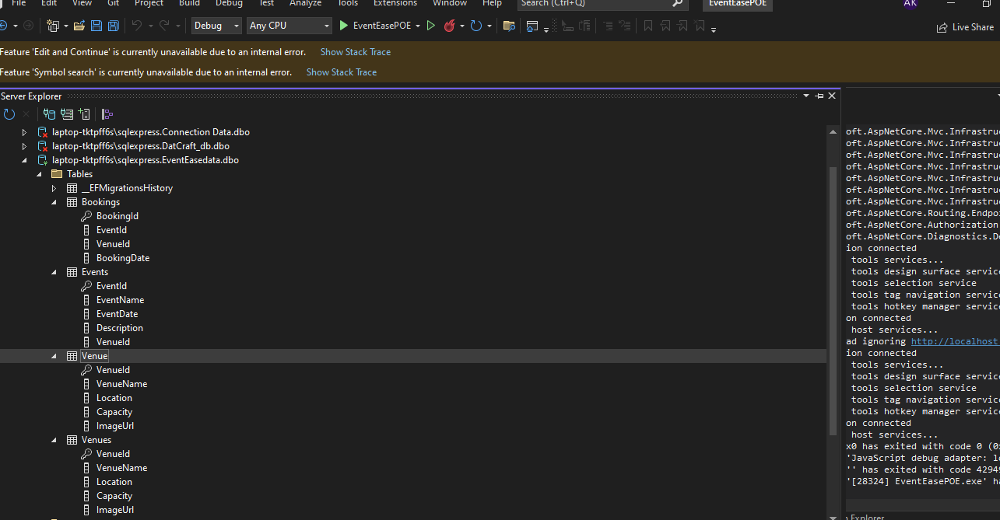 File Edit View Git Project Build Debug Test Analyze Tools Extensions Window Help Search (Ctrl+Q) EventEasePOE AK
Debug Any CPU EventEasePOE Live Share
Feature 'Edit and Continue' is currently unavailable due to an internal error. Show Stack Trace
Feature 'Symbol search' is currently unavailable due to an internal error. Show Stack Trace
Server Explorer
laptop-tktpff6s\sqlexpress.Connection Data.dbo
laptop-tktpff6s\sqlexpress.DatCraft_db.dbo
laptop-tktpff6s\sqlexpress.EventEasedata.dbo
Tables
__EFMigrationsHistory
Bookings
BookingId
EventId
VenueId
BookingDate
Events
EventId
EventName
EventDate
Description
VenueId
Venue
VenueId
VenueName
Location
Capacity
ImageUrl
Venues
VenueId
VenueName
Location
Capacity
ImageUrl
oft.AspNetCore.Mvc.Infrastru
oft.AspNetCore.Mvc.Infrastru
oft.AspNetCore.Mvc.Infrastru
oft.AspNetCore.Mvc.Infrastru
oft.AspNetCore.Mvc.Infrastru
oft.AspNetCore.Mvc.Infrastru
oft.AspNetCore.Mvc.Infrastru
oft.AspNetCore.Routing.Endpo
oft.AspNetCore.Authorization
oft.AspNetCore.Diagnostics.D
ion connected
tools services...
tools design surface servic
tools selection service
tools tag navigation servic
tools hotkey manager servic
on connected
host services...
ad ignoring http://localhost
ion connected
tools services...
tools design surface servic
tools selection service
tools tag navigation servic
tools hotkey manager servic
on connected
host services...
x0 has exited with code 0 (0
'JavaScript debug adapter: l
'' has exited with code 4294
'[28324] EventEasePOE.exe' h
Explorer